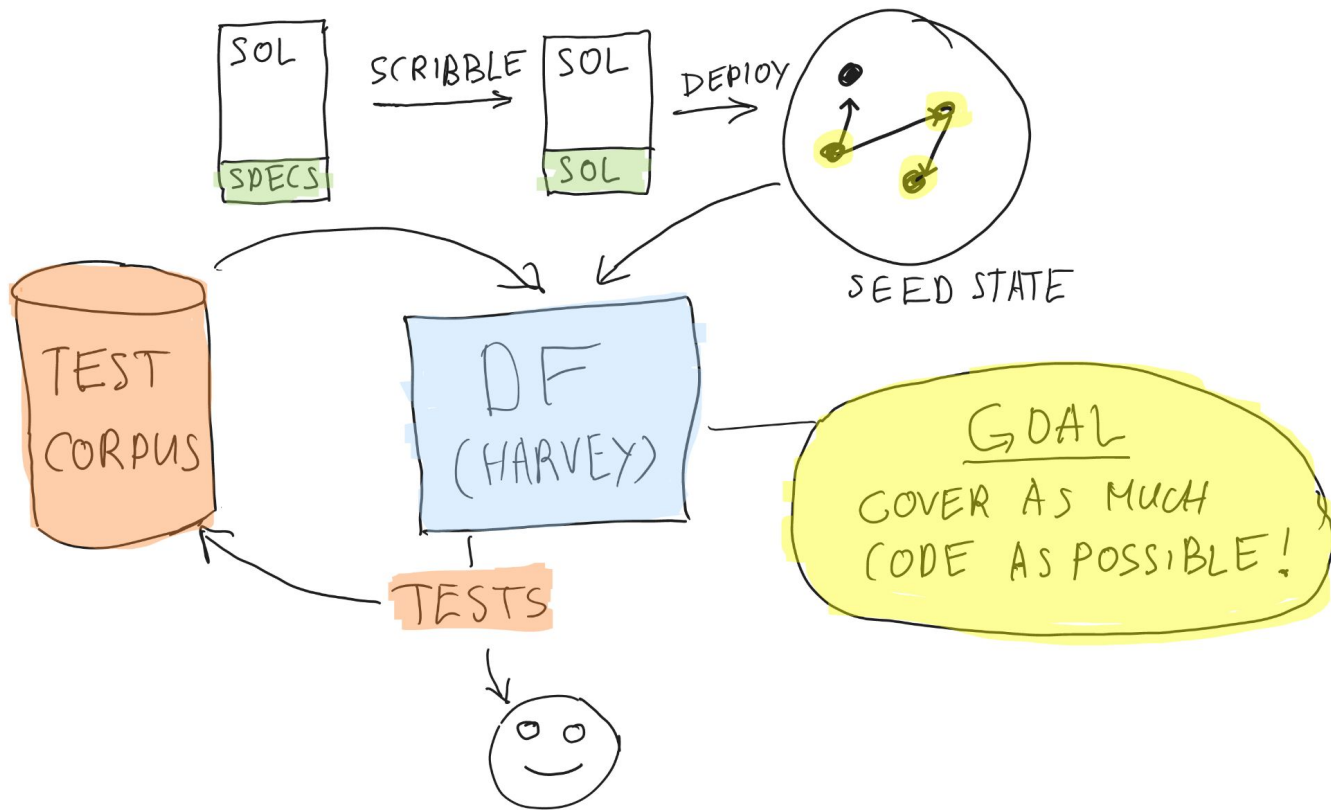 SOL
SPECS
SCRIBBLE
SOL
SOL
DEPLOY
SEED STATE
TEST
CORPUS
DF
(HARVEY)
GOAL
COVER AS MUCH
CODE AS POSSIBLE!
TESTS